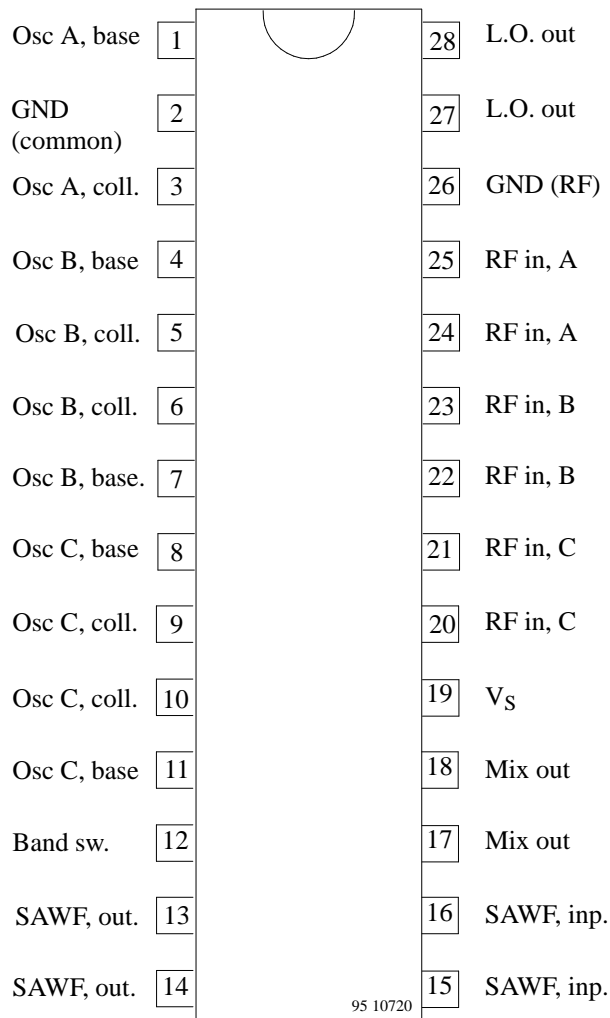 Osc A, base 1 28 L.O. out
GND 2 27 L.O. out
(common)
Osc A, coll. 3 26 GND (RF)
Osc B, base 4 25 RF in, A
Osc B, coll. 5 24 RF in, A
Osc B, coll. 6 23 RF in, B
Osc B, base. 7 22 RF in, B
Osc C, base 8 21 RF in, C
Osc C, coll. 9 20 RF in, C
Osc C, coll. 10 19 VS
Osc C, base 11 18 Mix out
Band sw. 12 17 Mix out
SAWF, out. 13 16 SAWF, inp.
SAWF, out. 14 15 SAWF, inp.
95 10720